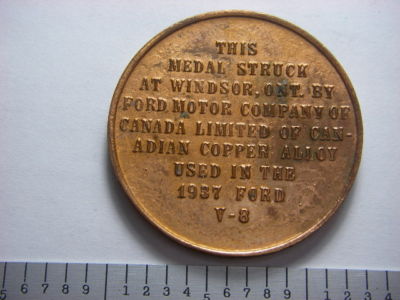 THIS
MEDAL STRUCK
AT WINDSOR, ONT. BY
FORD MOTOR COMPANY OF
CANADA LIMITED OF CAN-
ADIAN COPPER ALLOY
USED IN THE
1937 FORD
V-8